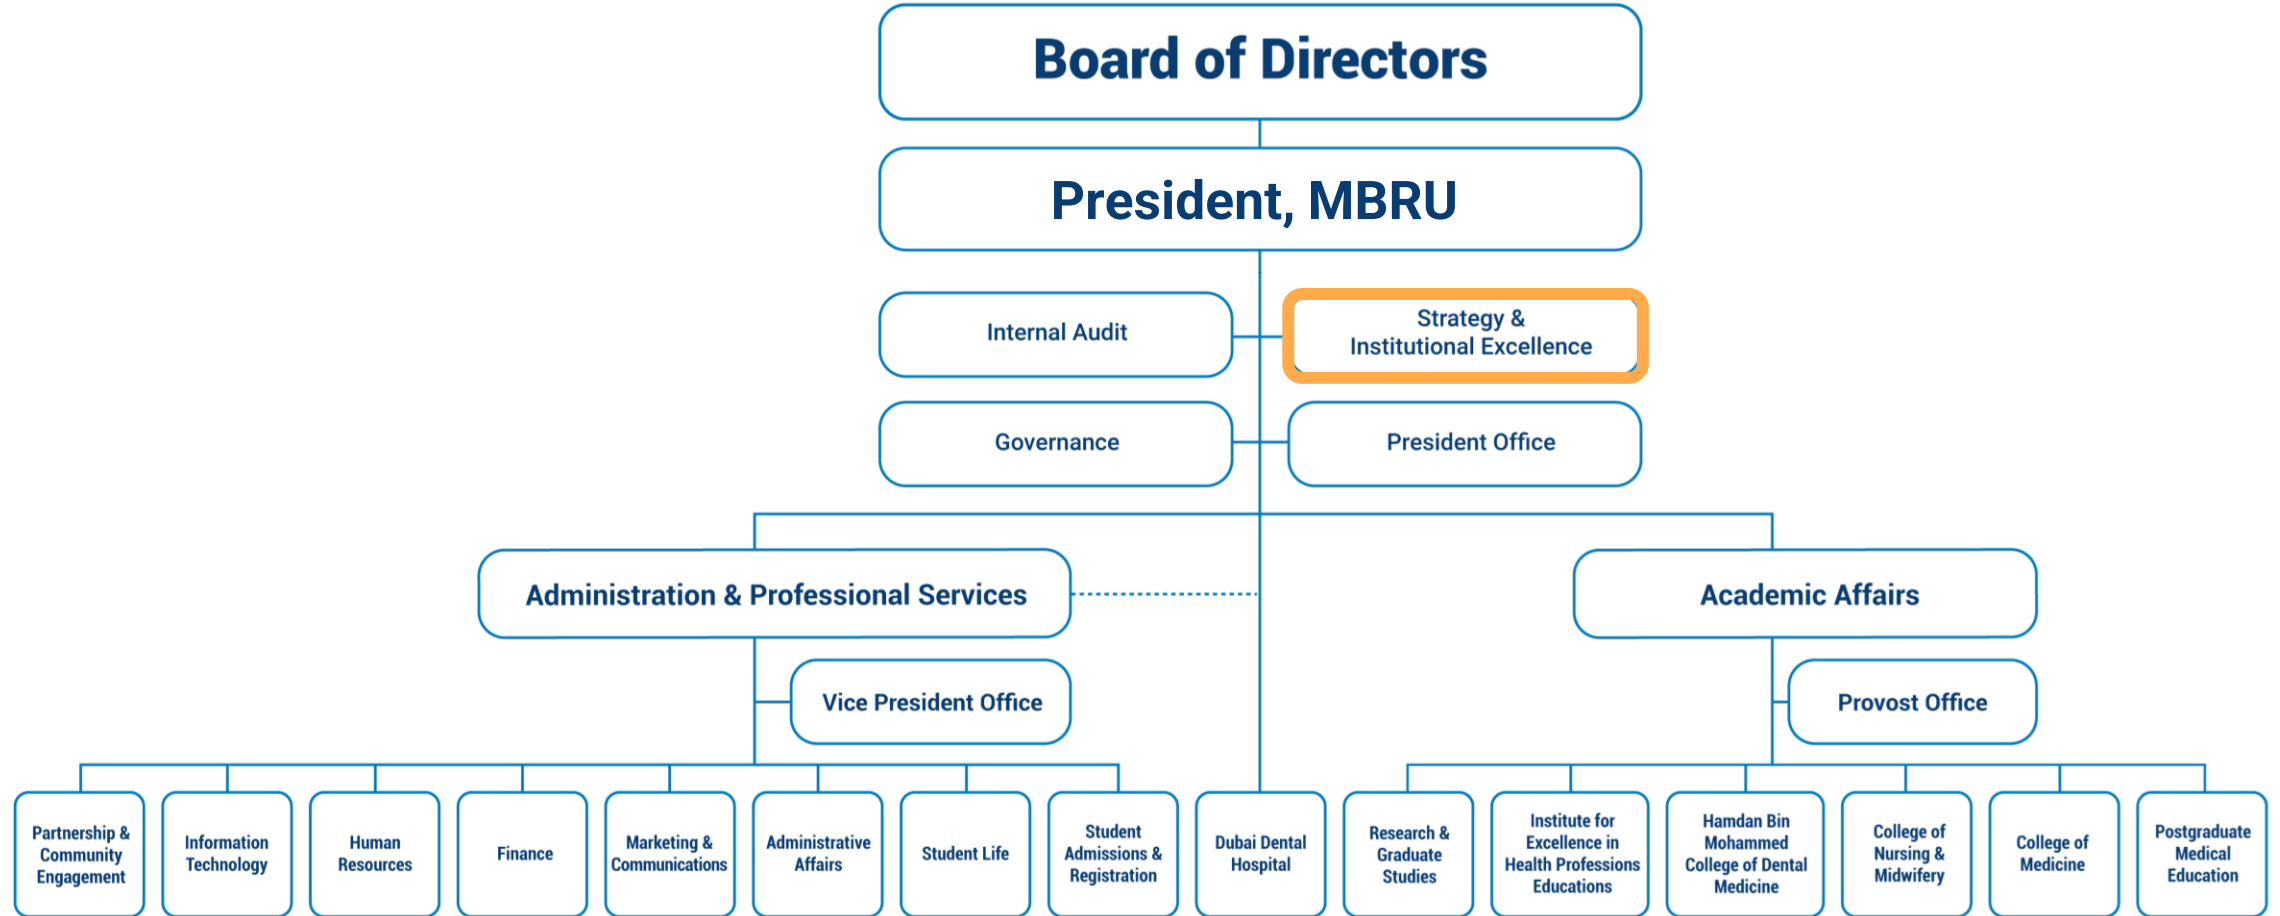 Board of Directors
President, MBRU
Internal Audit
Strategy &
Institutional Excellence
Governance
President Office
Administration & Professional Services
Academic Affairs
Vice President Office
Provost Office
Partnership &
Community
Engagement
Information
Technology
Human
Resources
Finance
Marketing &
Communications
Administrative
Affairs
Student Life
Student
Admissions &
Registration
Dubai Dental
Hospital
Research &
Graduate
Studies
Institute for
Excellence in
Health Professions
Educations
Hamdan Bin
Mohammed
College of Dental
Medicine
College of
Nursing &
Midwifery
College of
Medicine
Postgraduate
Medical
Education